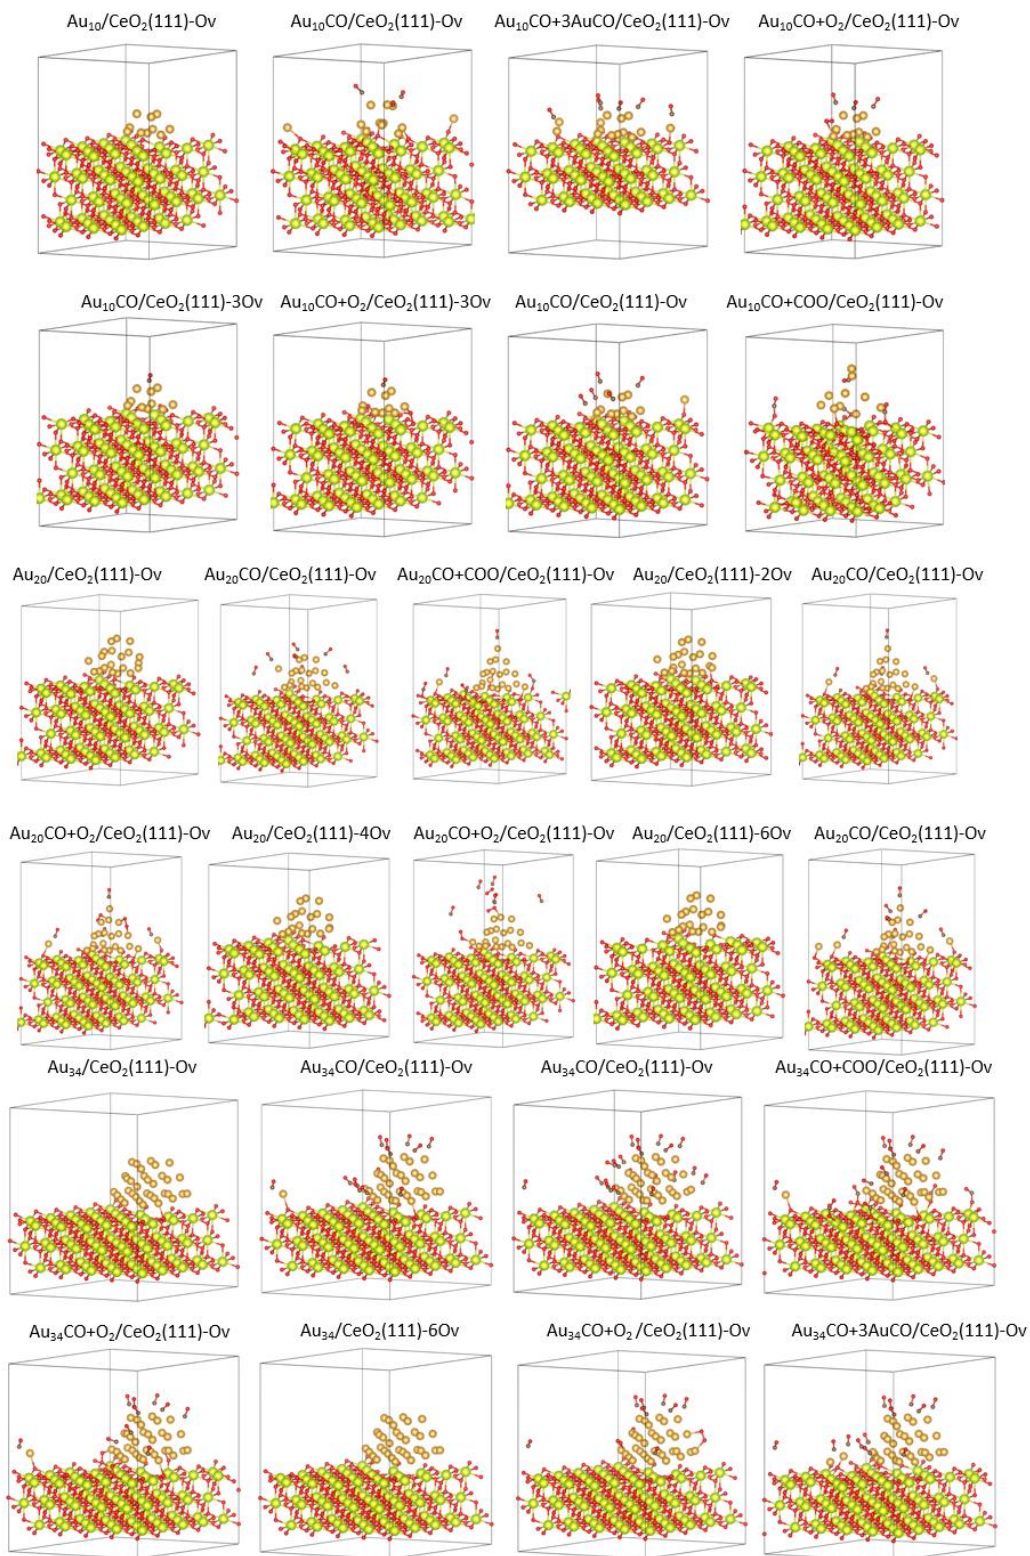 Au₁₀/CeO₂(111)-Ov
Au₁₀CO/CeO₂(111)-Ov
Au₁₀CO+3AuCO/CeO₂(111)-Ov
Au₁₀CO+O₂/CeO₂(111)-Ov
Au₁₀CO/CeO₂(111)-3Ov
Au₁₀CO+O₂/CeO₂(111)-3Ov
Au₁₀CO/CeO₂(111)-Ov
Au₁₀CO+COO/CeO₂(111)-Ov
Au₂₀/CeO₂(111)-Ov
Au₂₀CO/CeO₂(111)-Ov
Au₂₀CO+COO/CeO₂(111)-Ov
Au₂₀/CeO₂(111)-2Ov
Au₂₀CO/CeO₂(111)-Ov
Au₂₀CO+O₂/CeO₂(111)-Ov
Au₂₀/CeO₂(111)-4Ov
Au₂₀CO+O₂/CeO₂(111)-Ov
Au₂₀/CeO₂(111)-6Ov
Au₂₀CO/CeO₂(111)-Ov
Au₃₄/CeO₂(111)-Ov
Au₃₄CO/CeO₂(111)-Ov
Au₃₄CO/CeO₂(111)-Ov
Au₃₄CO+COO/CeO₂(111)-Ov
Au₃₄CO+O₂/CeO₂(111)-Ov
Au₃₄/CeO₂(111)-6Ov
Au₃₄CO+O₂/CeO₂(111)-Ov
Au₃₄CO+3AuCO/CeO₂(111)-Ov